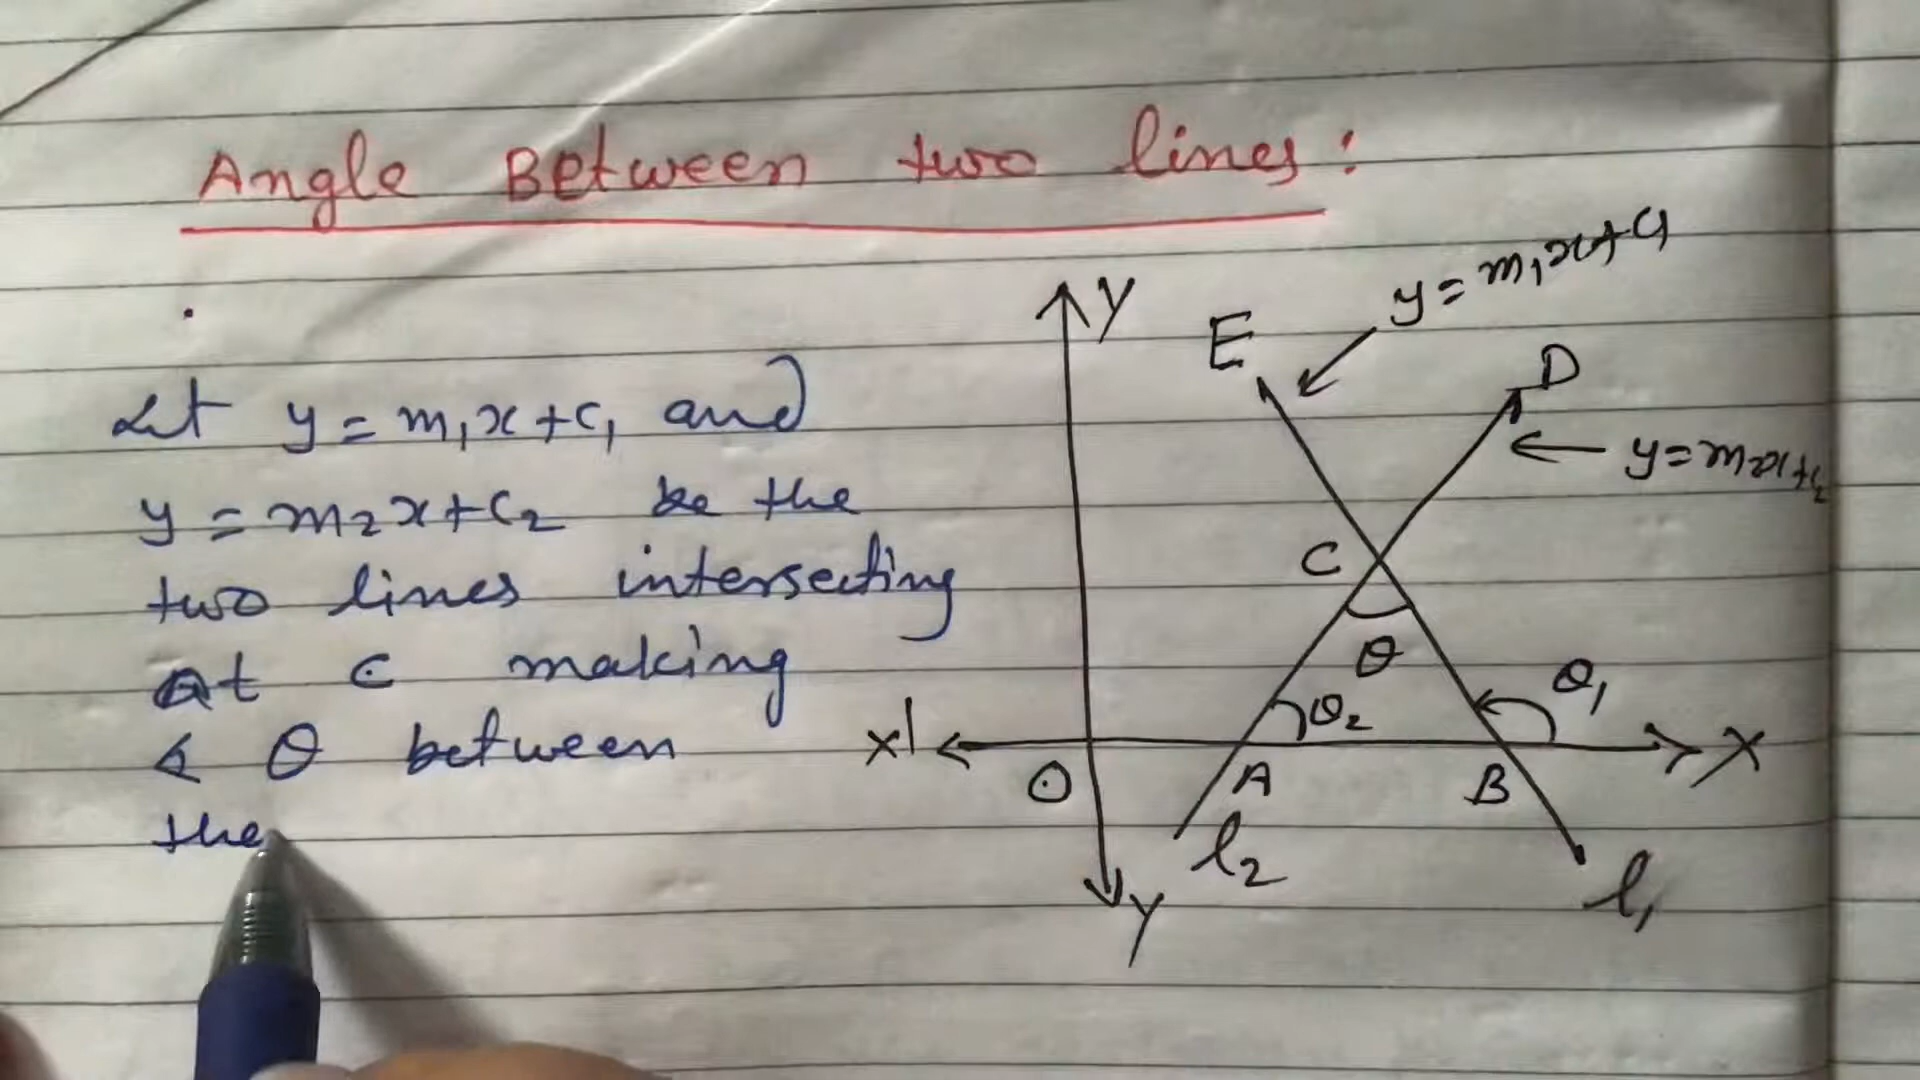 Angle Between two lines:
Let y = m₁x + c₁ and
y = m₂x + c₂ be the
two lines intersecting
at C making
∡ θ between
the
y = m₁x + c₁
Y
E
D
y = m₂x + c₂
C
θ
θ₁
θ₂
X'
X
O
A
B
l₂
l₁
Y